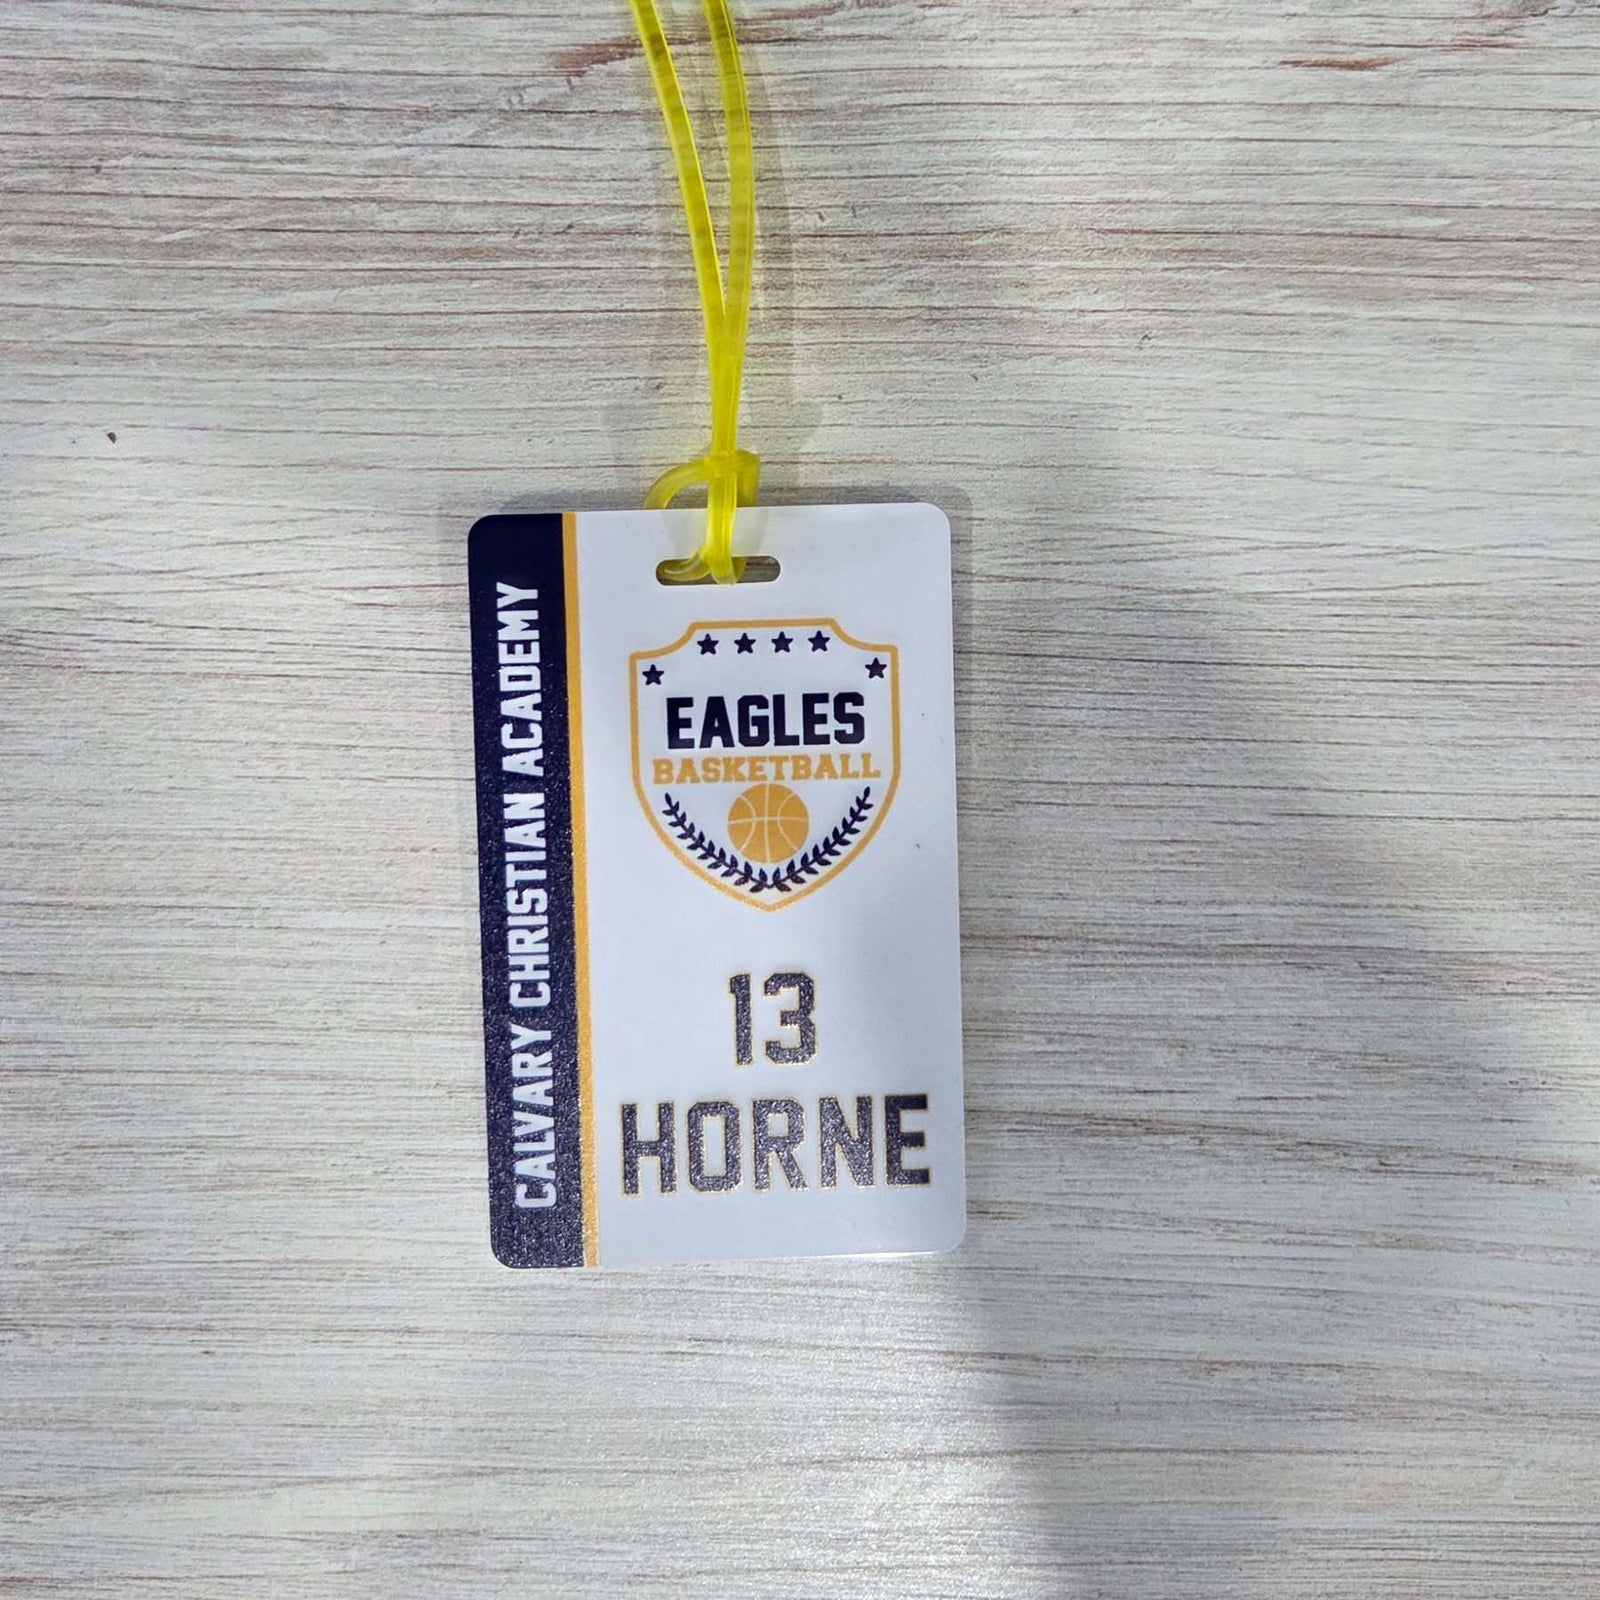 CALVARY CHRISTIAN ACADEMY
EAGLES
BASKETBALL
13
HORNE